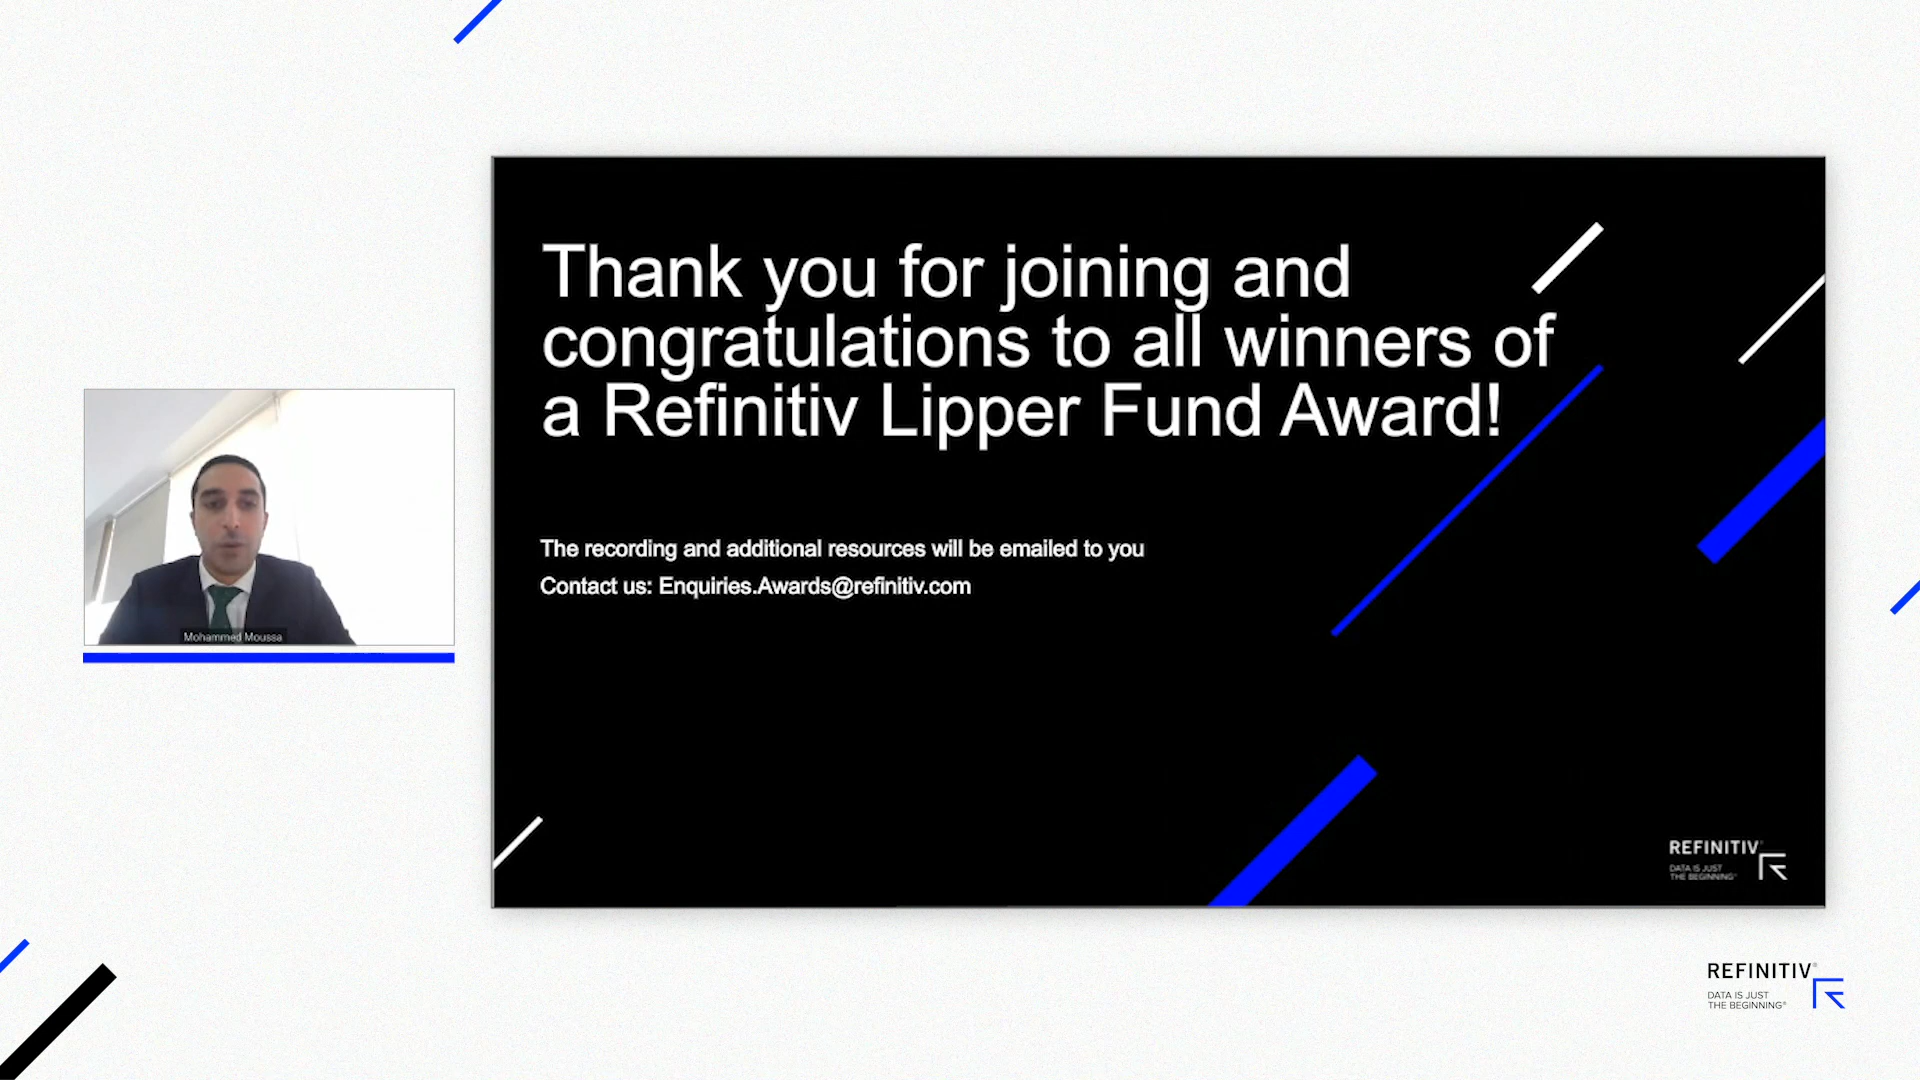 Thank you for joining and
congratulations to all winners of
a Refinitiv Lipper Fund Award!
The recording and additional resources will be emailed to you
Contact us: Enquiries.Awards@refinitiv.com
Mohammed Moussa
REFINITIV
DATA IS JUST
THE BEGINNING
REFINITIV®
DATA IS JUST
THE BEGINNING®